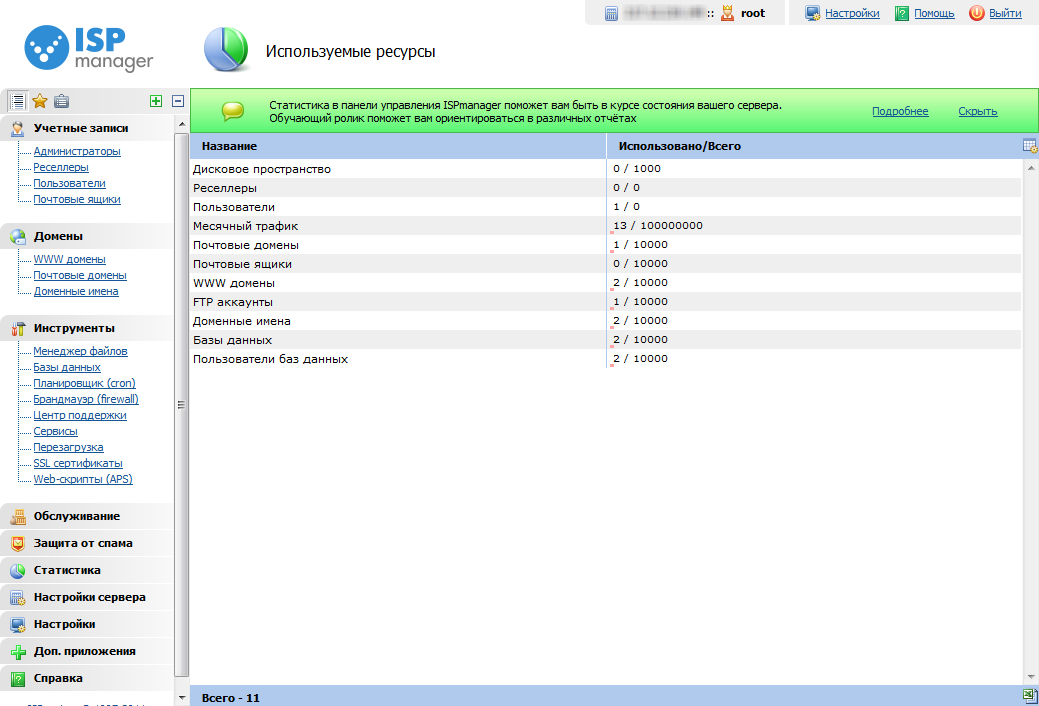 :: root
Настройки
Помощь
Выйти
ISP
manager
Используемые ресурсы
Статистика в панели управления ISPmanager поможет вам быть в курсе состояния вашего сервера.
Обучающий ролик поможет вам ориентироваться в различных отчётах
Подробнее
Скрыть
Учетные записи
Администраторы
Реселлеры
Пользователи
Почтовые ящики
Домены
WWW домены
Почтовые домены
Доменные имена
Инструменты
Менеджер файлов
Базы данных
Планировщик (cron)
Брандмауэр (firewall)
Центр поддержки
Сервисы
Перезагрузка
SSL сертификаты
Web-скрипты (APS)
Обслуживание
Защита от спама
Статистика
Настройки сервера
Настройки
Доп. приложения
Справка
Название Использовано/Всего
Дисковое пространство 0 / 1000
Реселлеры 0 / 0
Пользователи 1 / 0
Месячный трафик 13 / 100000000
Почтовые домены 1 / 10000
Почтовые ящики 0 / 10000
WWW домены 2 / 10000
FTP аккаунты 1 / 10000
Доменные имена 2 / 10000
Базы данных 2 / 10000
Пользователи баз данных 2 / 10000
Всего - 11